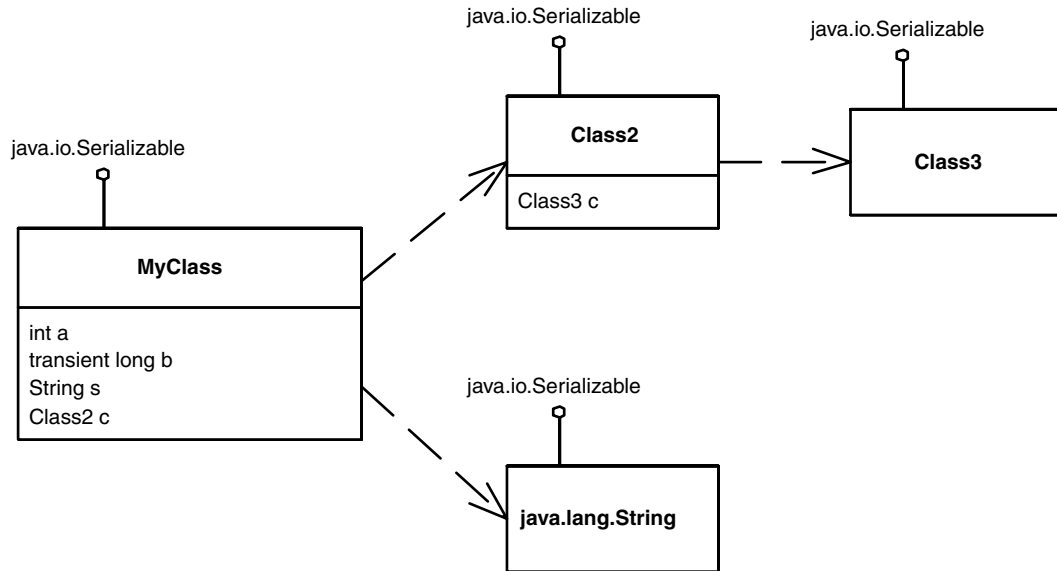 java.io.Serializable
java.io.Serializable
Class2
Class3
java.io.Serializable
Class3 c
MyClass
int a
transient long b
String s
Class2 c
java.io.Serializable
java.lang.String